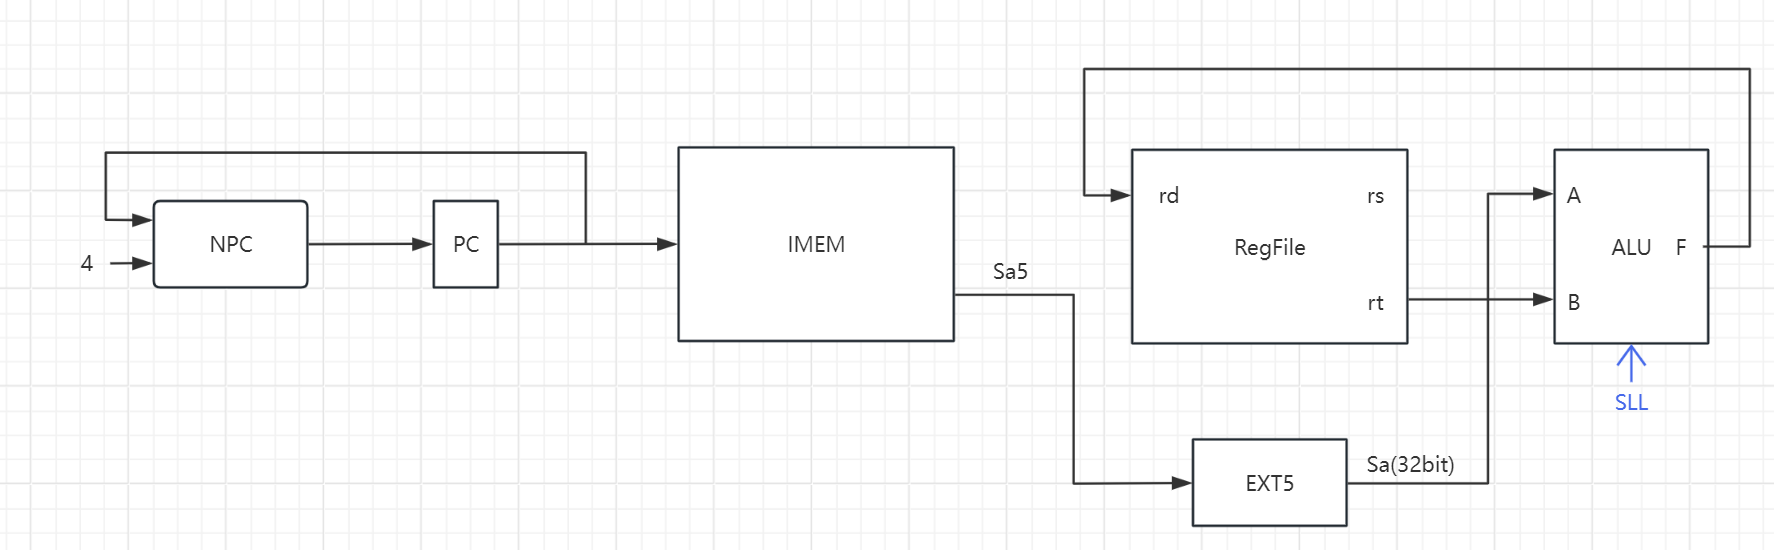 NPC
4
PC
IMEM
Sa5
rd
rs
RegFile
rt
A
ALU
F
B
SLL
EXT5
Sa(32bit)